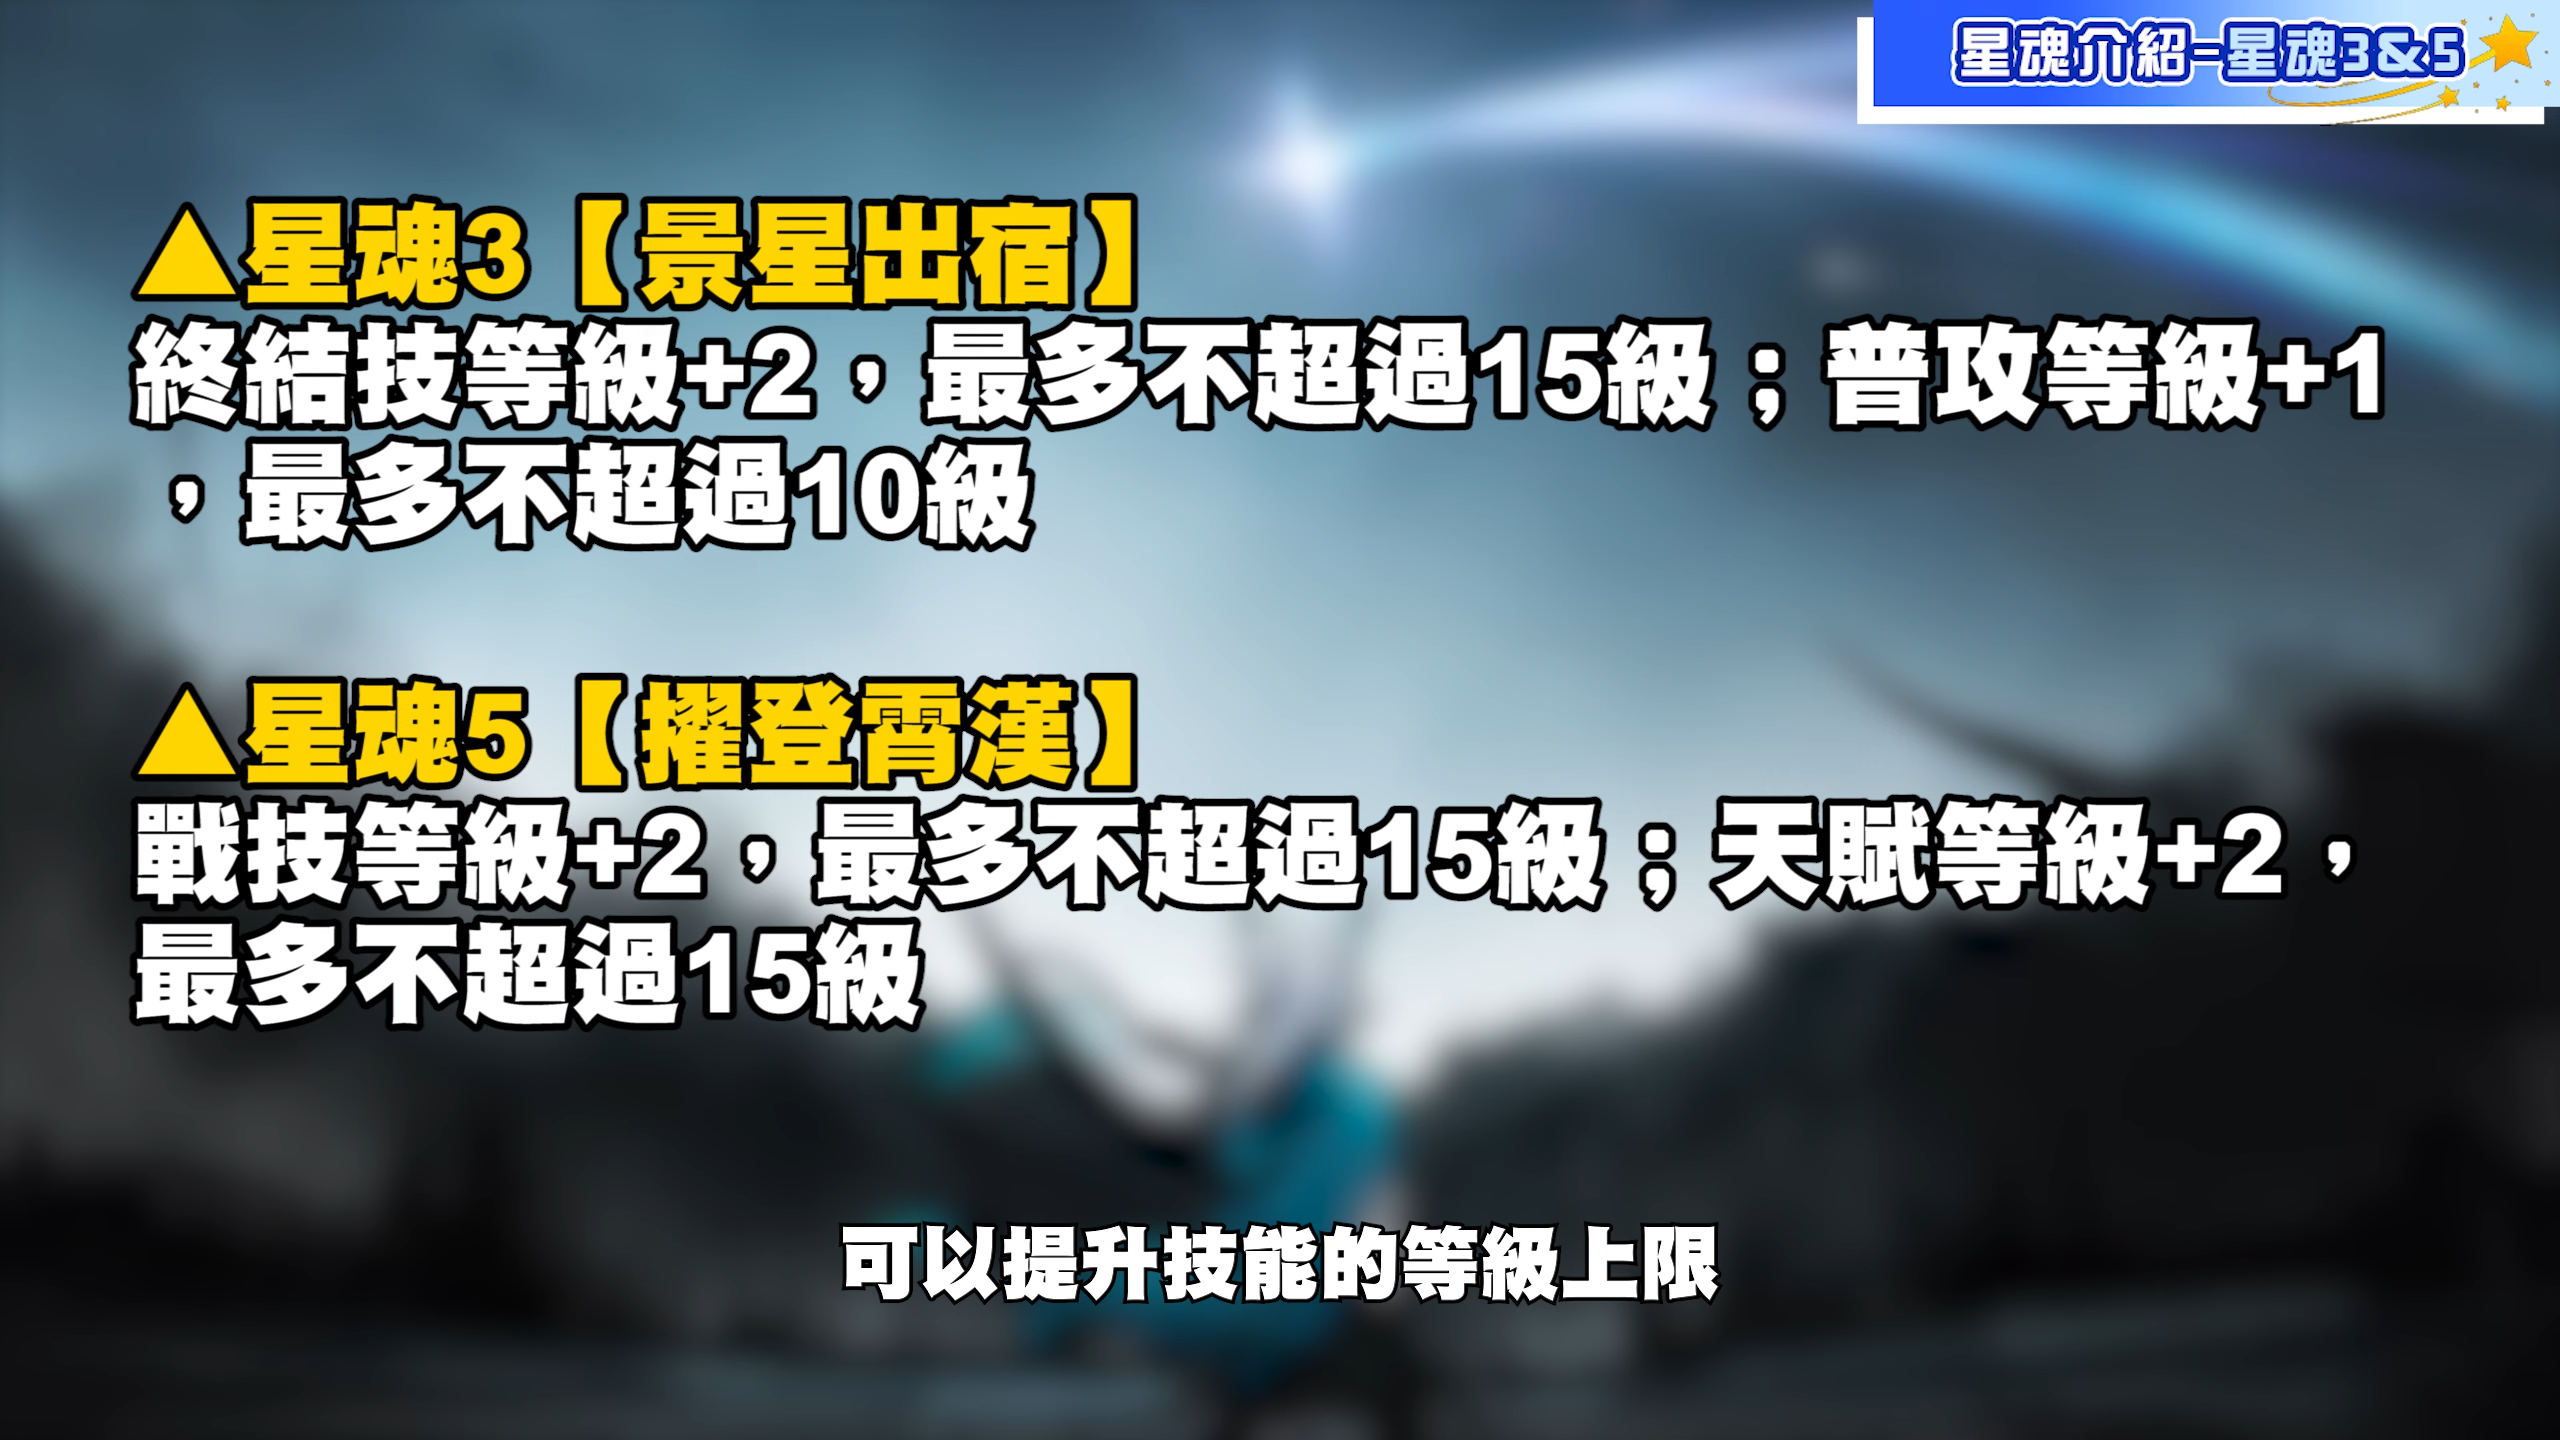 星魂介紹-星魂3&5
▲星魂3【景星出宿】
終結技等級+2，最多不超過15級；普攻等級+1
，最多不超過10級
▲星魂5【擢登霄漢】
戰技等級+2，最多不超過15級；天賦等級+2，
最多不超過15級
可以提升技能的等級上限